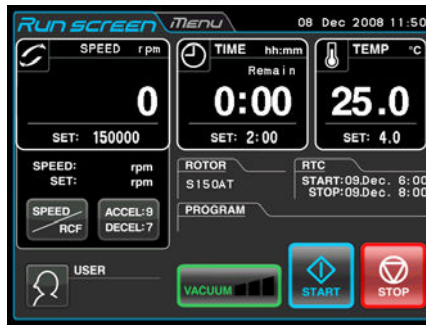 Run screen Menu 08 Dec 2008 11:50
SPEED rpm
0
SET: 150000
TIME hh:mm
Remain
0:00
SET: 2:00
TEMP °C
25.0
SET: 4.0
SPEED: rpm
SET: rpm
SPEED RCF
ACCEL:9
DECEL:7
ROTOR
S150AT
RTC
START:09.Dec. 6:00
STOP:09.Dec. 8:00
PROGRAM
USER
VACUUM
START
STOP